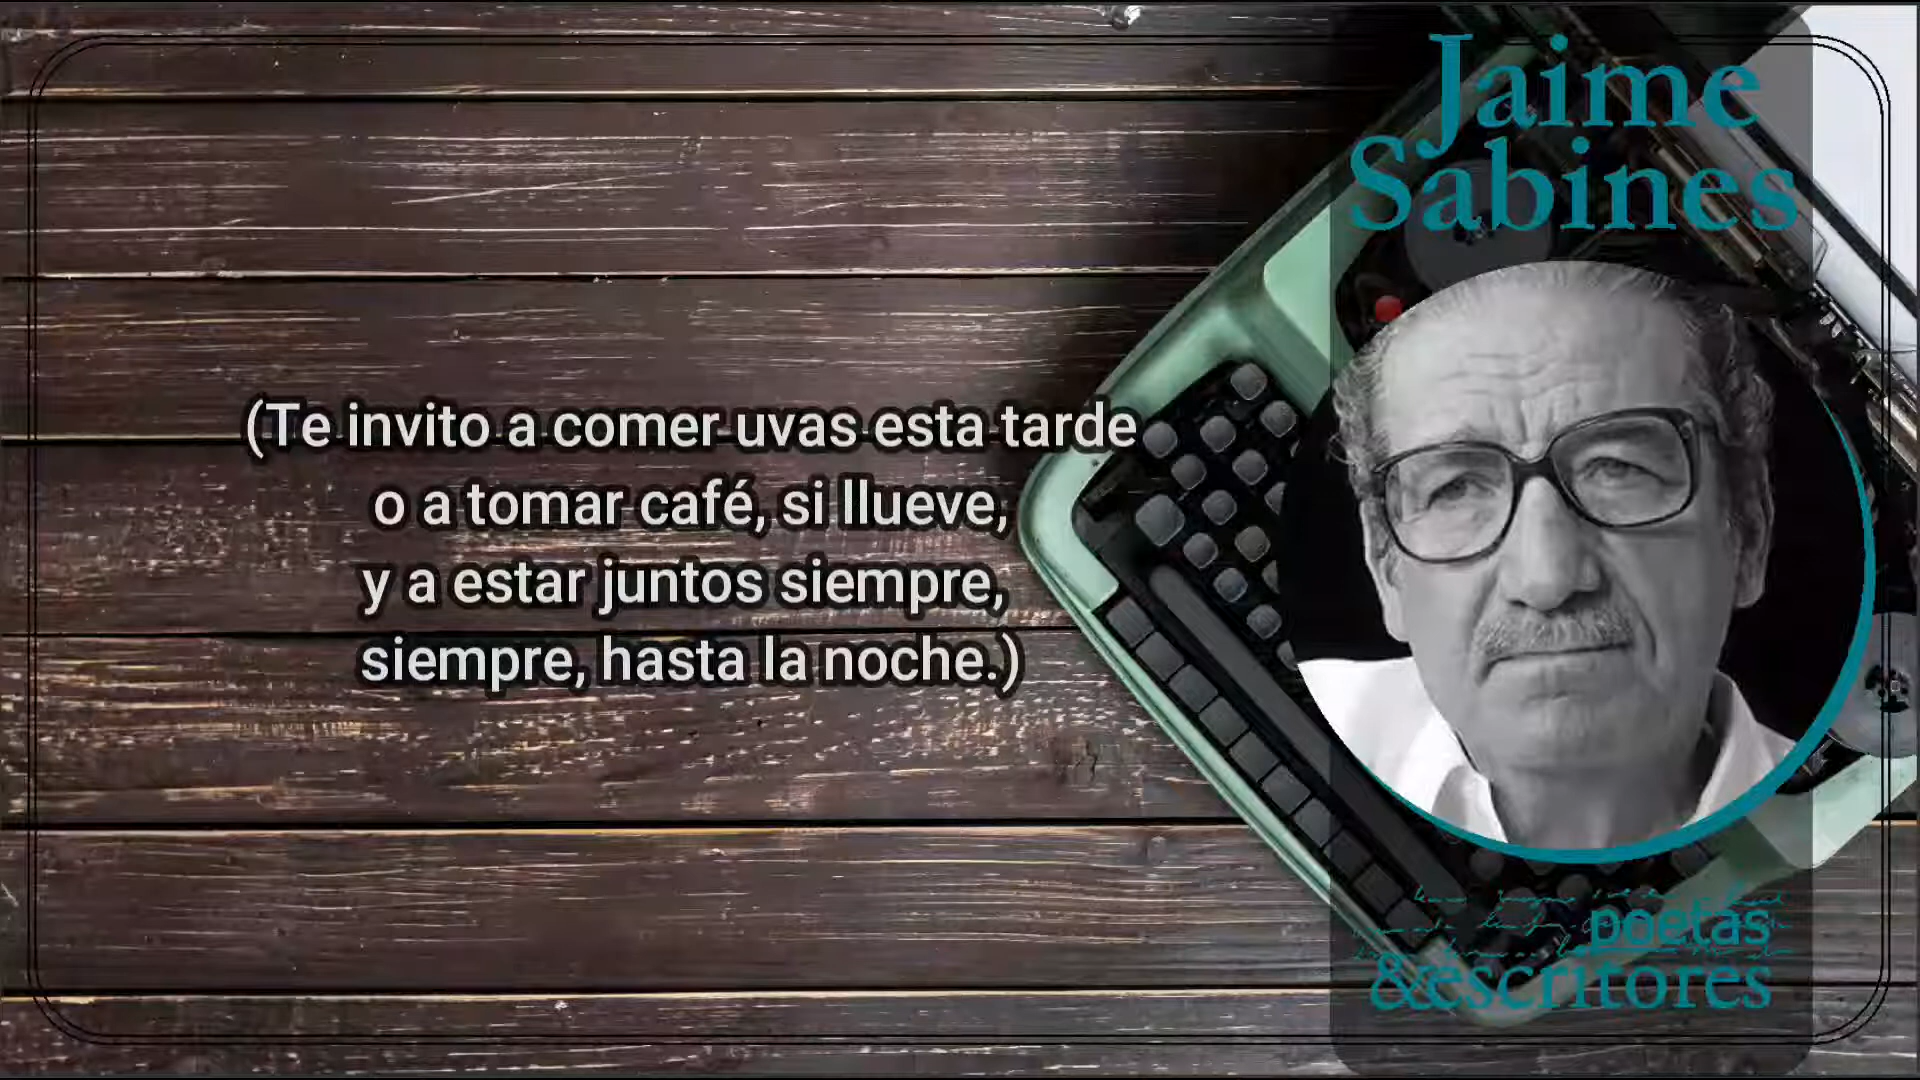 Jaime
Sabines
(Te invito a comer uvas esta tarde
o a tomar café, si llueve,
y a estar juntos siempre,
siempre, hasta la noche.)
poetas
&escritores